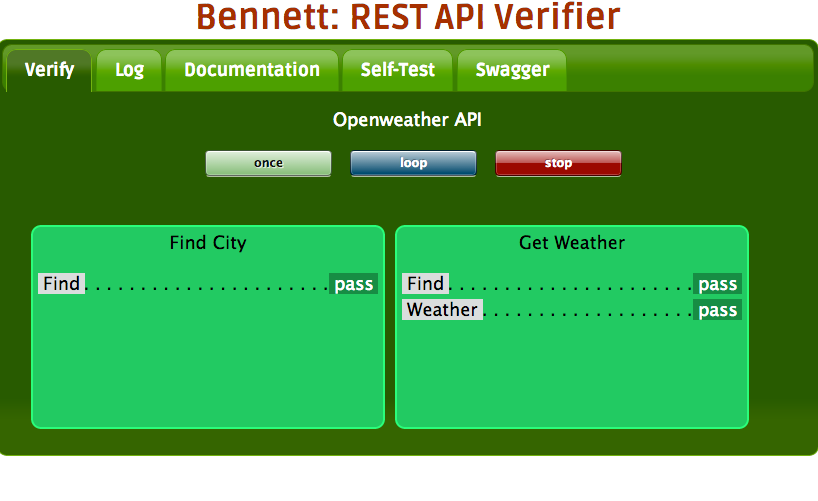 Bennett: REST API Verifier
Verify Log Documentation Self-Test Swagger
Openweather API
once loop stop
Find City
Find . . . . . . . . . . . . . . . . . . . . . . pass
Get Weather
Find . . . . . . . . . . . . . . . . . . . . . . pass
Weather . . . . . . . . . . . . . . . . . . . pass